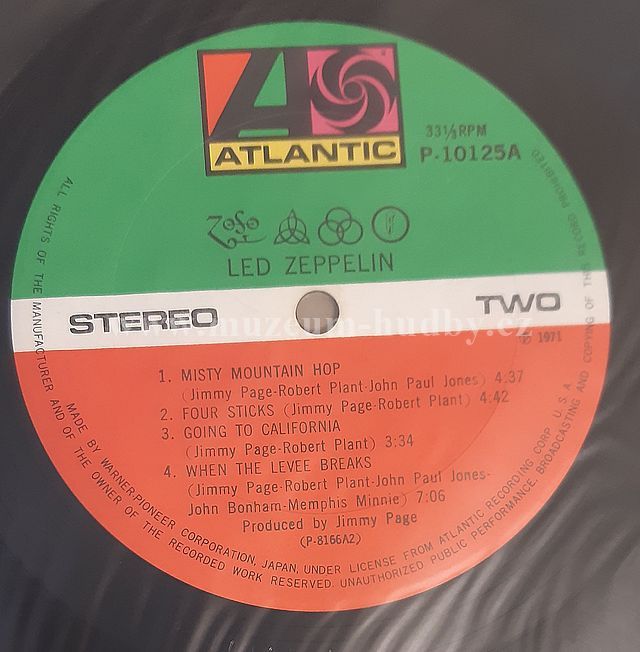 ATLANTIC
33⅓RPM
P-10125A
LED ZEPPELIN
STEREO
TWO
www.muzeum-hudby.cz
℗ 1971
1. MISTY MOUNTAIN HOP
(Jimmy Page-Robert Plant-John Paul Jones) 4:37
2. FOUR STICKS (Jimmy Page-Robert Plant) 4:42
3. GOING TO CALIFORNIA
(Jimmy Page-Robert Plant) 3:34
4. WHEN THE LEVEE BREAKS
(Jimmy Page-Robert Plant-John Paul Jones-
John Bonham-Memphis Minnie) 7:06
Produced by Jimmy Page
(P-8166A2)
MADE BY WARNER-PIONEER CORPORATION, JAPAN, UNDER LICENSE FROM ATLANTIC RECORDING CORP. U.S.A.
ALL RIGHTS OF THE MANUFACTURER AND OF THE OWNER OF THE RECORDED WORK RESERVED. UNAUTHORIZED PUBLIC PERFORMANCE, BROADCASTING AND COPYING OF THIS RECORD PROHIBITED